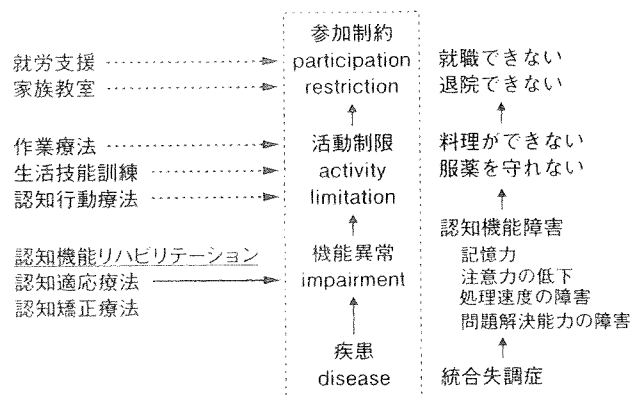 就労支援
家族教室
作業療法
生活技能訓練
認知行動療法
認知機能リハビリテーション
認知適応療法
認知矯正療法
参加制約
participation
restriction
活動制限
activity
limitation
機能異常
impairment
疾患
disease
就職できない
退院できない
料理ができない
服薬を守れない
認知機能障害
記憶力
注意力の低下
処理速度の障害
問題解決能力の障害
統合失調症